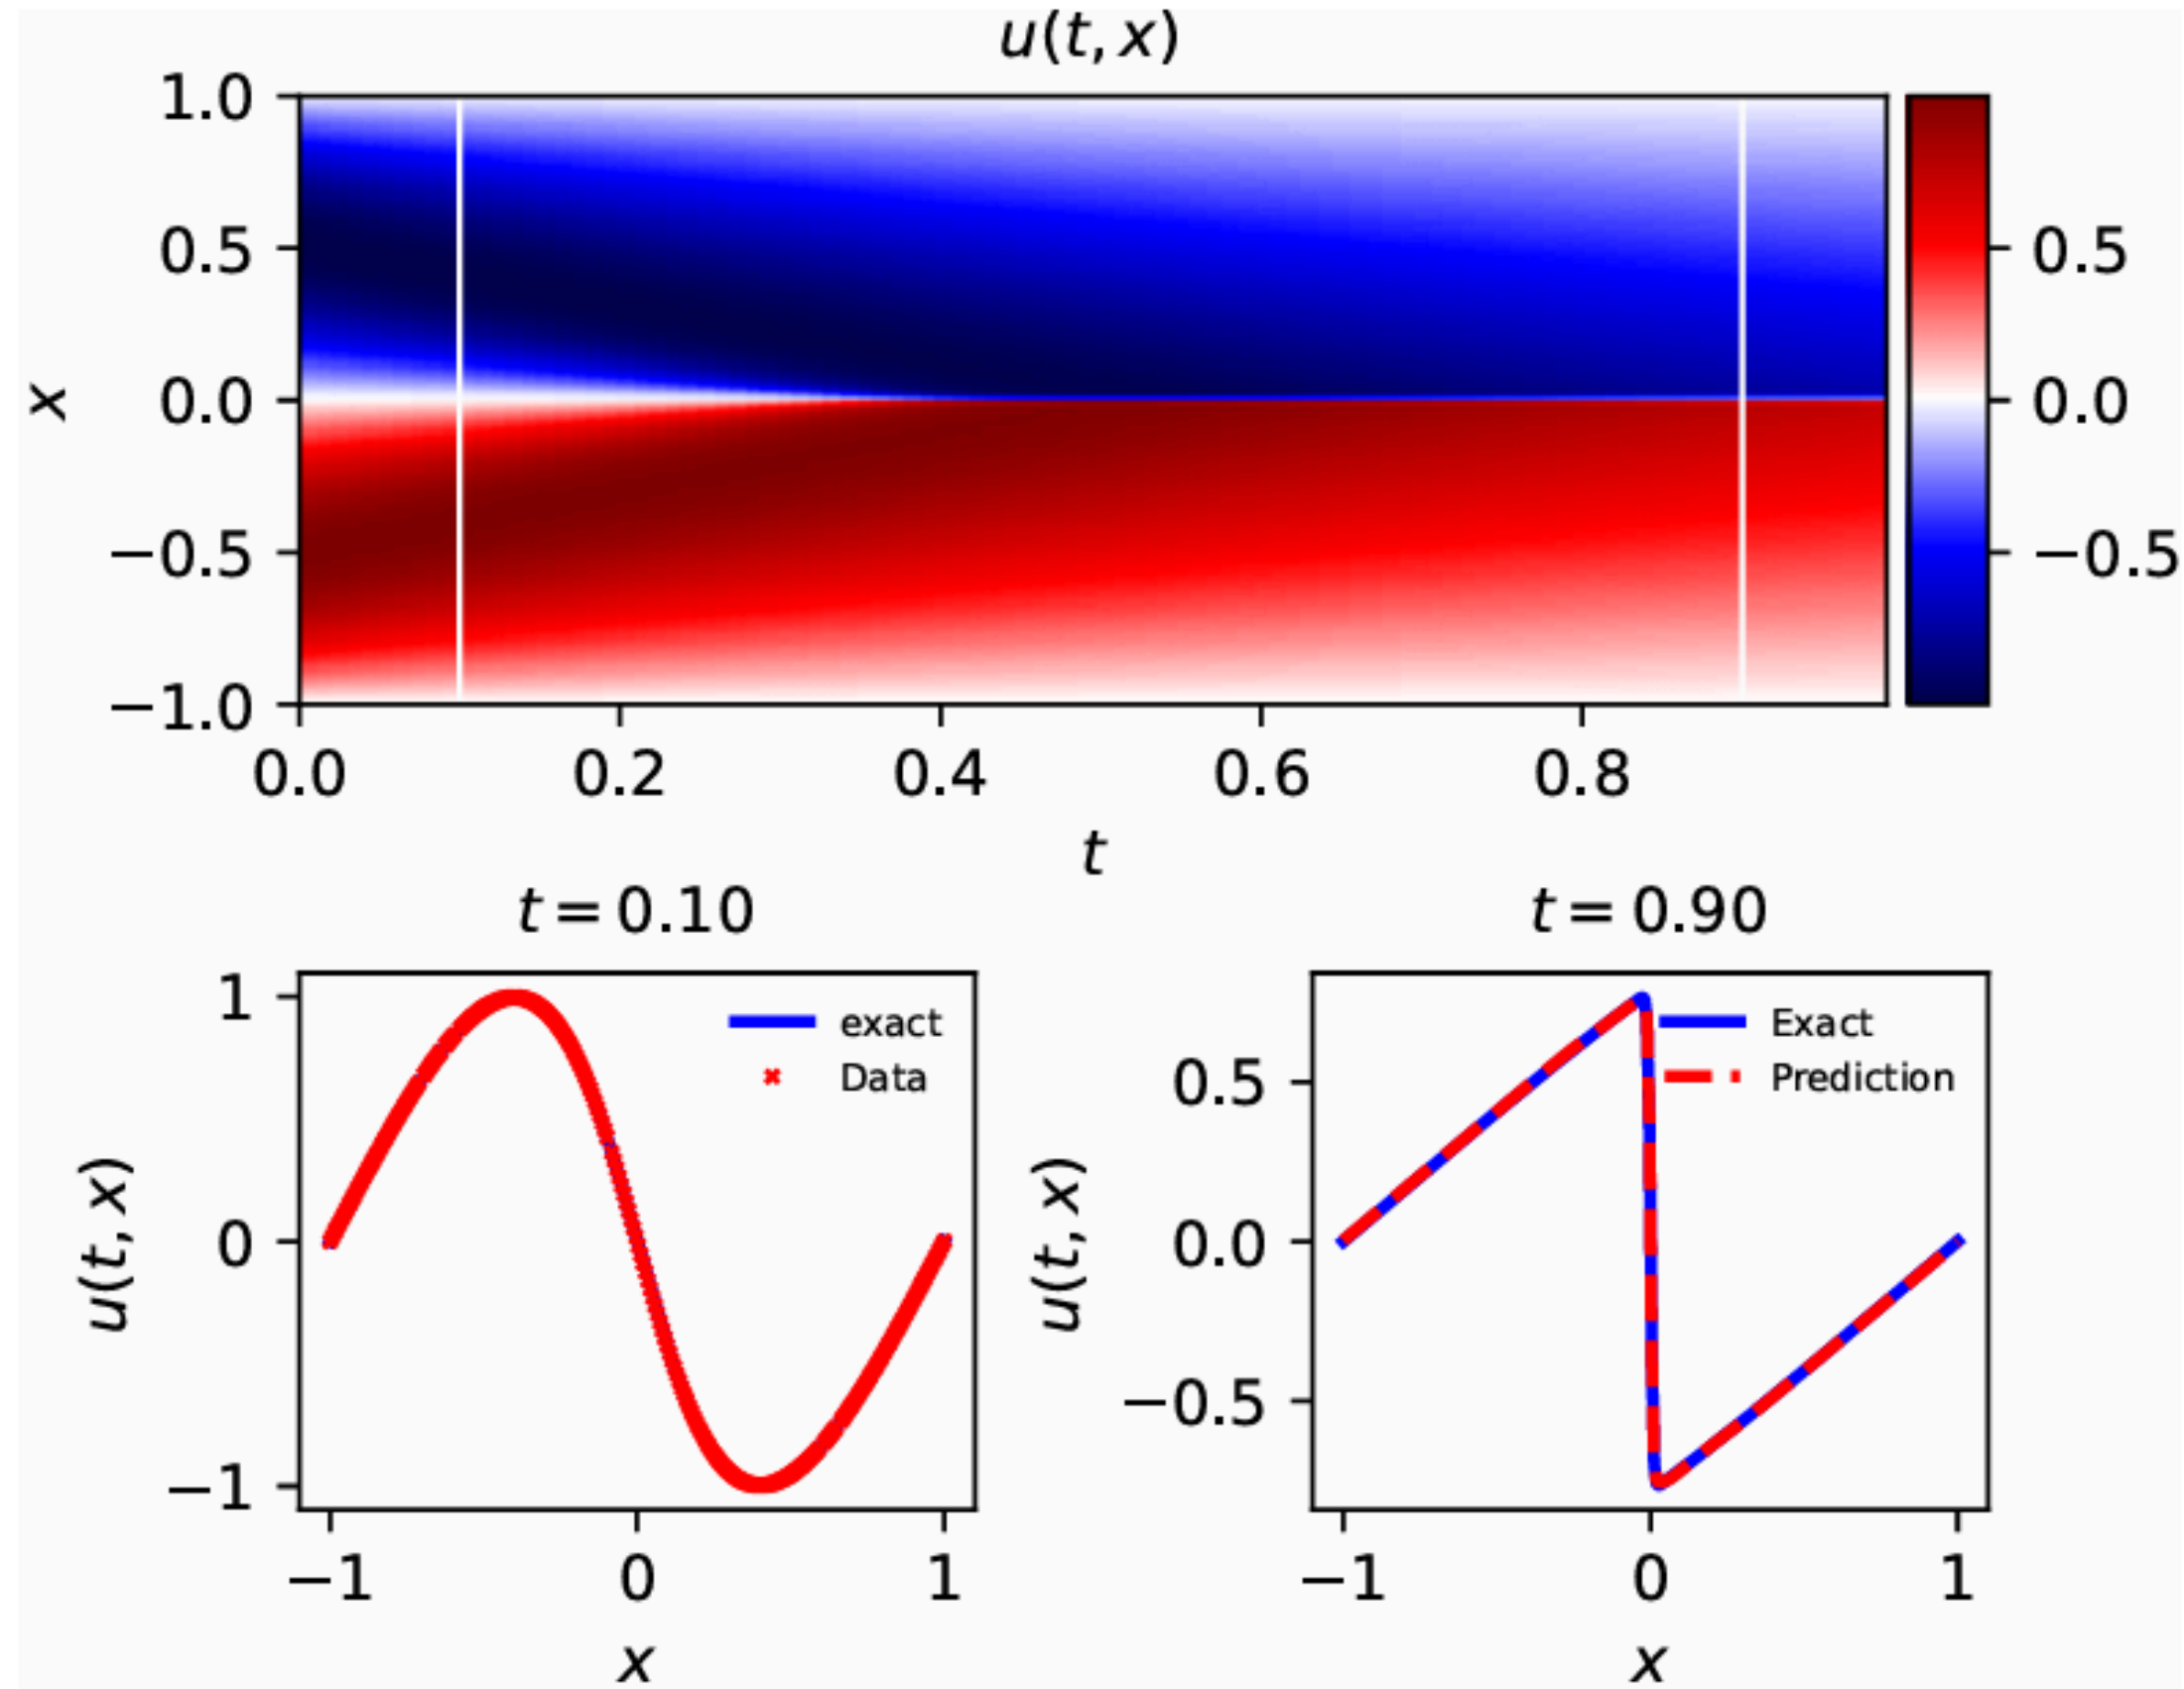 u(t, x)
1.0
0.5
0.0
−0.5
−1.0
x
0.0 0.2 0.4 0.6 0.8
t
0.5
0.0
−0.5
t = 0.10
1
0
−1
u(t, x)
exact
Data
−1 0 1
x
t = 0.90
0.5
0.0
−0.5
u(t, x)
Exact
Prediction
−1 0 1
x